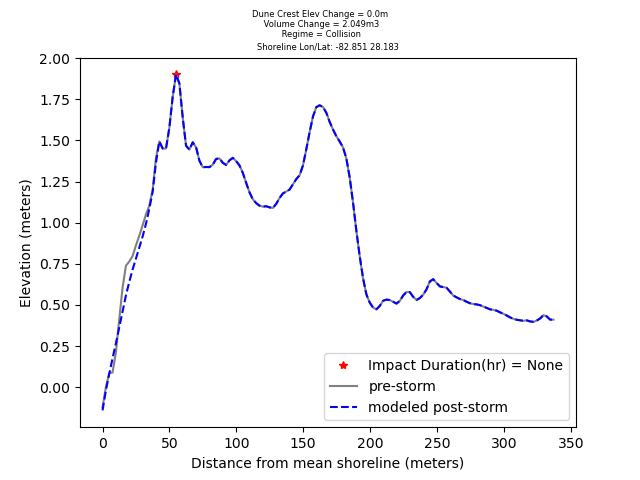 Dune Crest Elev Change = 0.0m
Volume Change = 2.049m3
Regime = Collision
Shoreline Lon/Lat: -82.851 28.183
2.00
1.75
1.50
1.25
1.00
0.75
0.50
0.25
0.00
Elevation (meters)
Impact Duration(hr) = None
pre-storm
modeled post-storm
0 50 100 150 200 250 300 350
Distance from mean shoreline (meters)